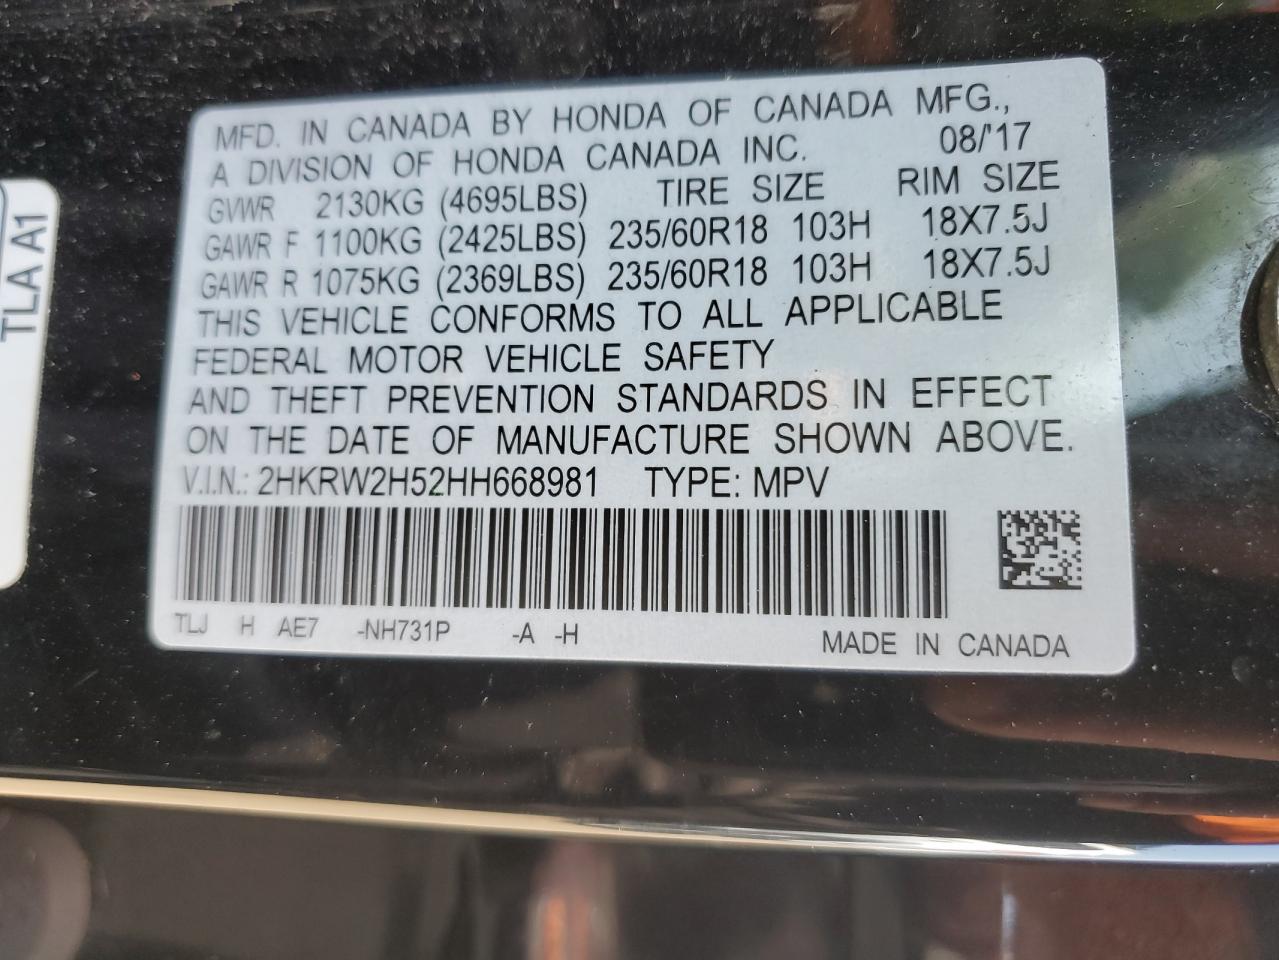 MFD. IN CANADA BY HONDA OF CANADA MFG.,
A DIVISION OF HONDA CANADA INC. 08/'17
GVWR 2130KG (4695LBS) TIRE SIZE RIM SIZE
GAWR F 1100KG (2425LBS) 235/60R18 103H 18X7.5J
GAWR R 1075KG (2369LBS) 235/60R18 103H 18X7.5J
THIS VEHICLE CONFORMS TO ALL APPLICABLE
FEDERAL MOTOR VEHICLE SAFETY
AND THEFT PREVENTION STANDARDS IN EFFECT
ON THE DATE OF MANUFACTURE SHOWN ABOVE.
V.I.N.: 2HKRW2H52HH668981 TYPE: MPV
TLJ H AE7 -NH731P -A -H MADE IN CANADA
TLA A1